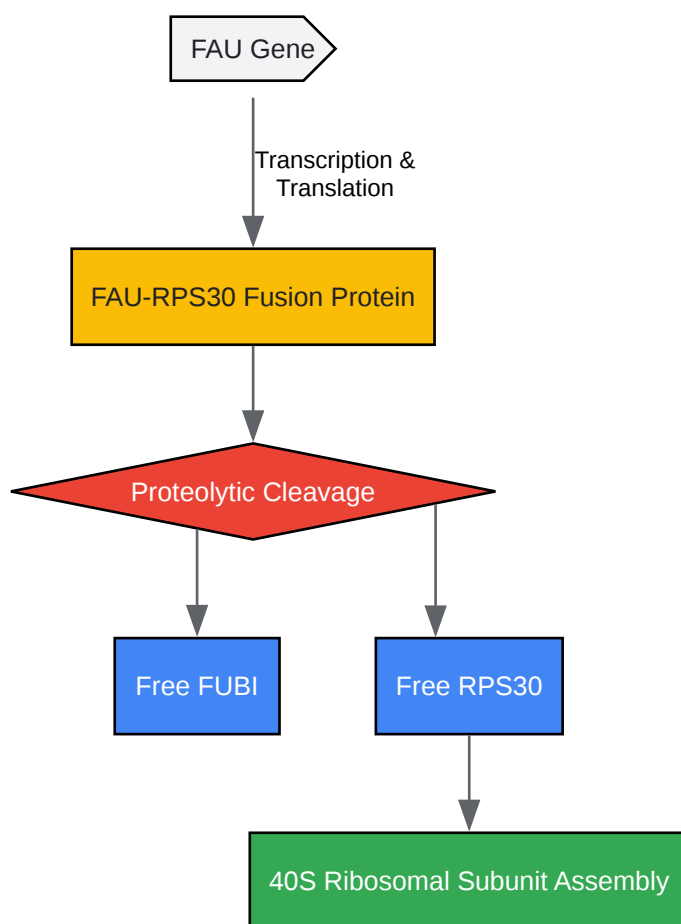 FAU Gene
Transcription &
Translation
FAU-RPS30 Fusion Protein
Proteolytic Cleavage
Free FUBI
Free RPS30
40S Ribosomal Subunit Assembly